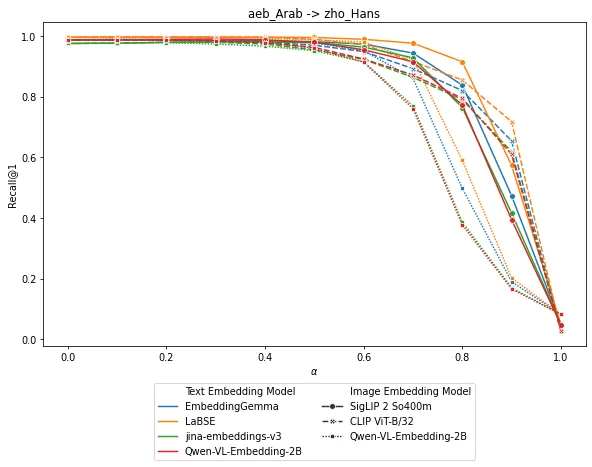 aeb_Arab -> zho_Hans
Recall@1
1.0
0.8
0.6
0.4
0.2
0.0
0.0 0.2 0.4 0.6 0.8 1.0
α
Text Embedding Model
EmbeddingGemma
LaBSE
jina-embeddings-v3
Qwen-VL-Embedding-2B
Image Embedding Model
SigLIP 2 So400m
CLIP ViT-B/32
Qwen-VL-Embedding-2B